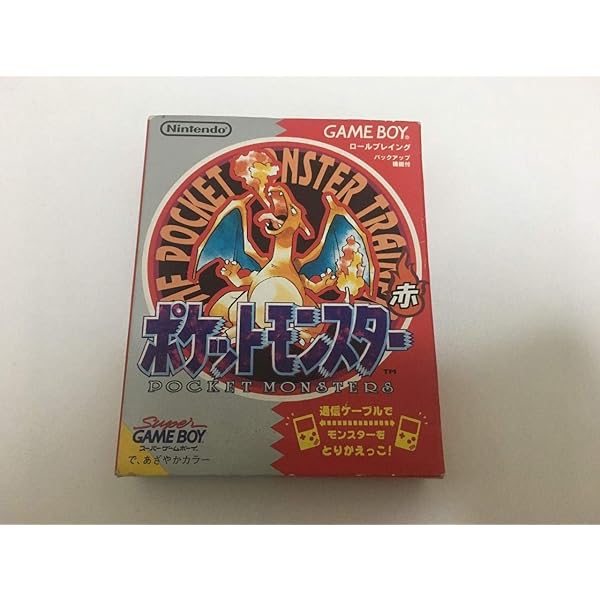 Nintendo
GAME BOY
ロールプレイング
バックアップ
機能付
THE POCKET MONSTER TRAINER
赤
ポケットモンスター
TM
POCKET MONSTERS
Super
GAME BOY
スーパーゲームボーイ
で、あざやかカラー
通信ケーブルで
モンスターを
とりかえっこ!